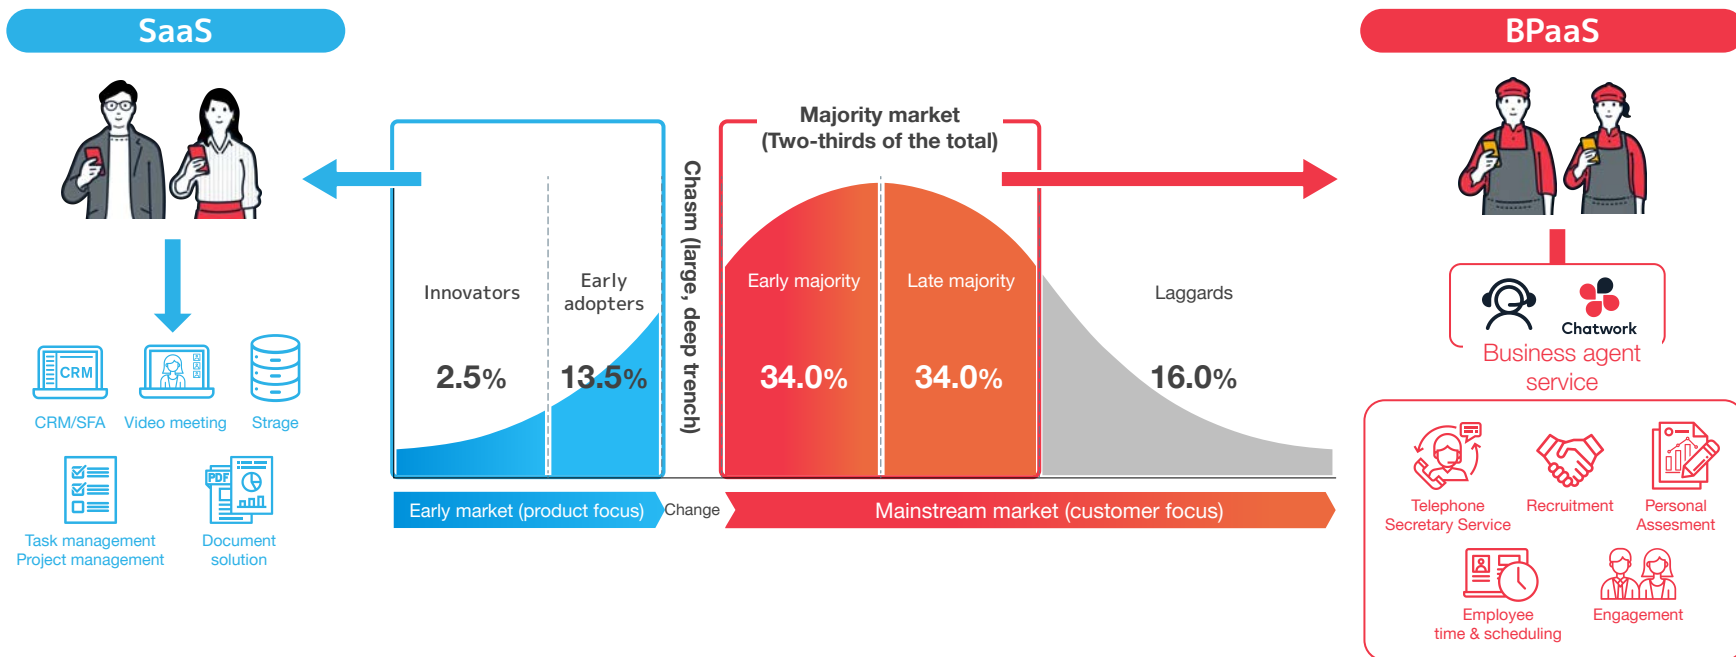 SaaS
CRM
CRM/SFA
Video meeting
Strage
PDF
Task management
Project management
Document
solution
Majority market
(Two-thirds of the total)
Innovators
2.5%
Early
adopters
13.5%
Chasm (large, deep trench)
Early majority
34.0%
Late majority
34.0%
Laggards
16.0%
Early market (product focus)
Change
Mainstream market (customer focus)
BPaaS
Chatwork
Business agent
service
Telephone
Secretary Service
Recruitment
Personal
Assesment
Employee
time & scheduling
Engagement